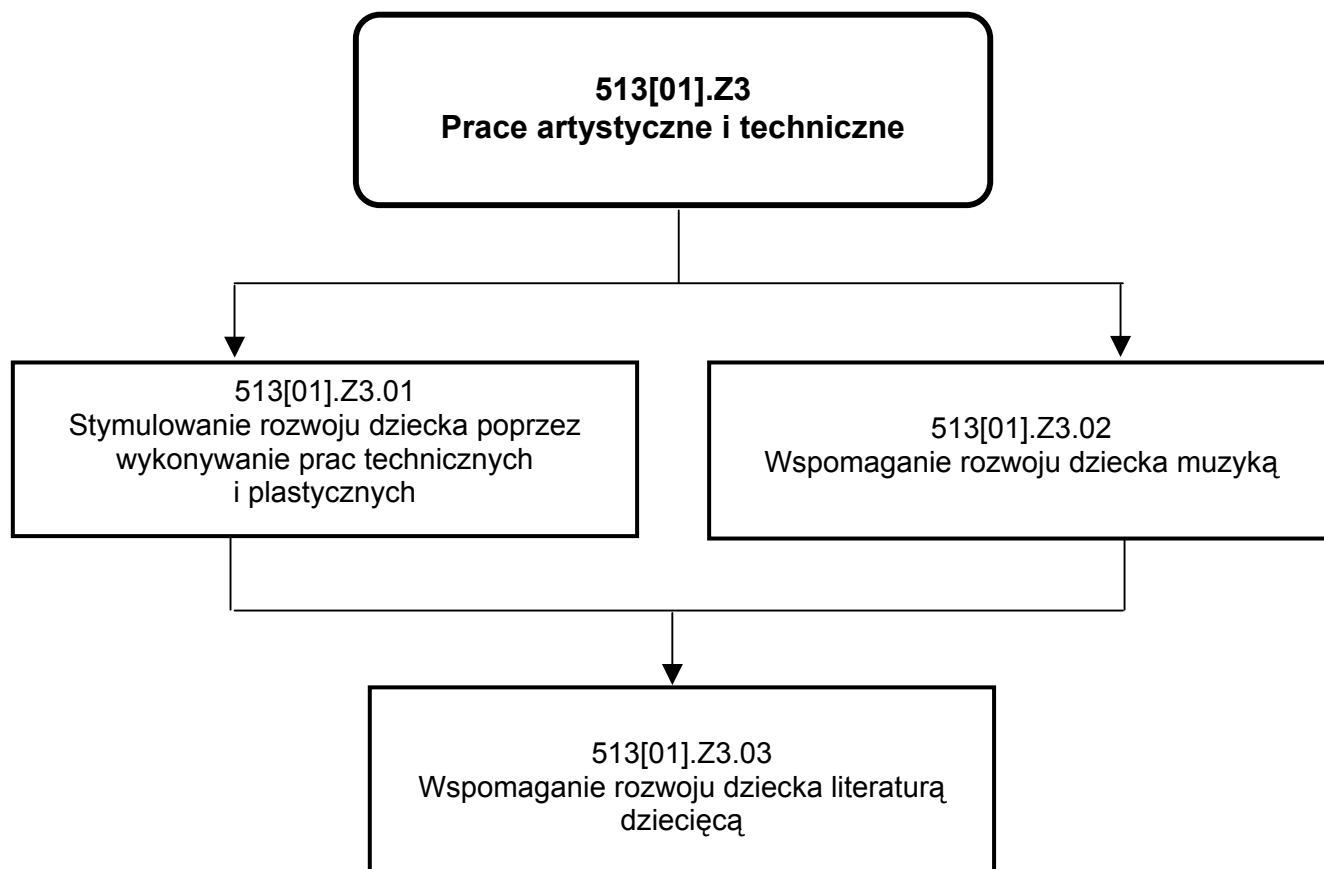 513[01].Z3
Prace artystyczne i techniczne
513[01].Z3.01
Stymulowanie rozwoju dziecka poprzez
wykonywanie prac technicznych
i plastycznych
513[01].Z3.02
Wspomaganie rozwoju dziecka muzyką
513[01].Z3.03
Wspomaganie rozwoju dziecka literaturą
dziecięcą